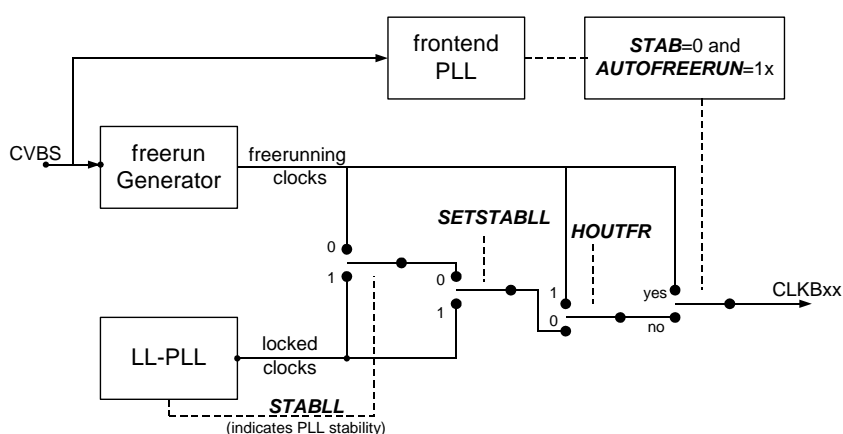 frontend
PLL
STAB=0 and
AUTOFREERUN=1x
CVBS
freerun
Generator
freerunning
clocks
SETSTABLL
HOUTFR
0
1
0
1
1
0
yes
no
CLKBxx
LL-PLL
locked
clocks
STABLL
(indicates PLL stability)